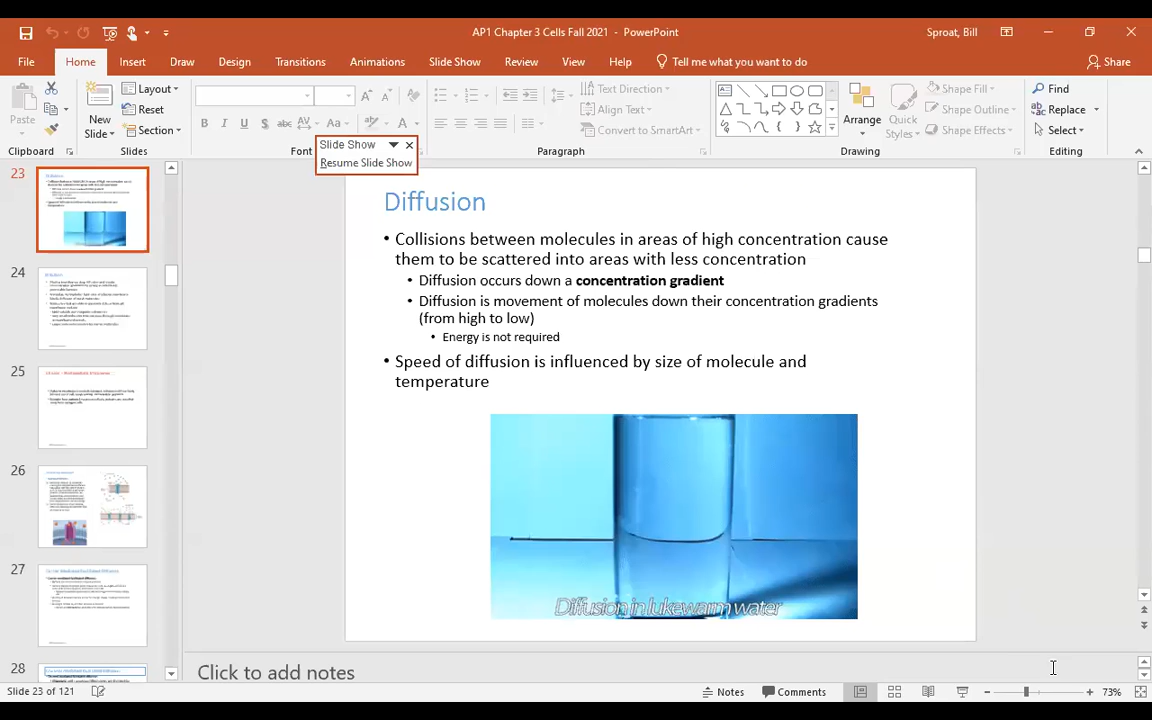 AP1 Chapter 3 Cells Fall 2021 - PowerPoint
Sproat, Bill
File Home Insert Draw Design Transitions Animations Slide Show Review View Help Tell me what you want to do Share
Paste
Clipboard
New Slide
Layout
Reset
Section
Slides
B I U S abc AV Aa A
Font
Slide Show
Resume Slide Show
Text Direction
Align Text
Convert to SmartArt
Paragraph
Arrange
Quick Styles
Shape Fill
Shape Outline
Shape Effects
Drawing
Find
Replace
Select
Editing
23
24
25
26
27
28
Diffusion
• Collisions between molecules in areas of high concentration cause
them to be scattered into areas with less concentration
• Diffusion occurs down a concentration gradient
• Diffusion is movement of molecules down their concentration gradients
(from high to low)
• Energy is not required
• Speed of diffusion is influenced by size of molecule and
temperature
Diffusion in lukewarm water
Click to add notes
Slide 23 of 121
Notes
Comments
73%